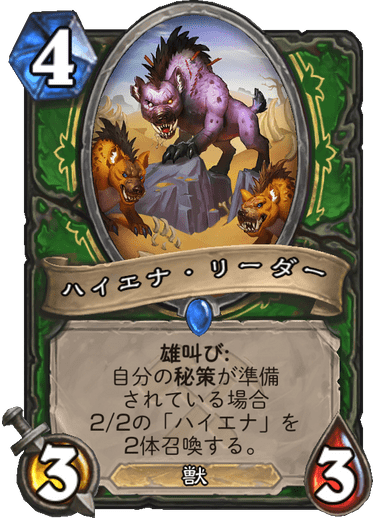 4
ハイエナ・リーダー
雄叫び:
自分の秘策が準備
されている場合
2/2の「ハイエナ」を
2体召喚する。
3
獣
3